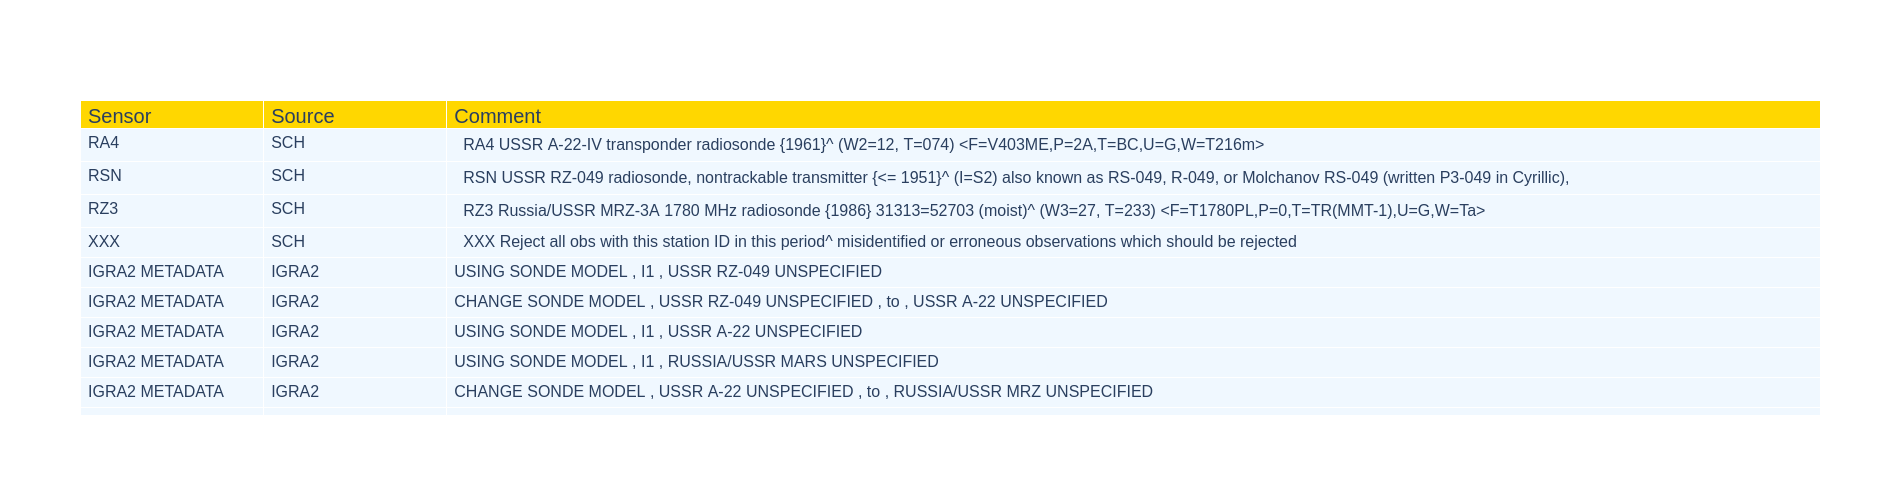 Sensor Source Comment
RA4 SCH RA4 USSR A-22-IV transponder radiosonde {1961}^ (W2=12, T=074) <F=V403ME,P=2A,T=BC,U=G,W=T216m>
RSN SCH RSN USSR RZ-049 radiosonde, nontrackable transmitter {<= 1951}^ (I=S2) also known as RS-049, R-049, or Molchanov RS-049 (written P3-049 in Cyrillic),
RZ3 SCH RZ3 Russia/USSR MRZ-3A 1780 MHz radiosonde {1986} 31313=52703 (moist)^ (W3=27, T=233) <F=T1780PL,P=0,T=TR(MMT-1),U=G,W=Ta>
XXX SCH XXX Reject all obs with this station ID in this period^ misidentified or erroneous observations which should be rejected
IGRA2 METADATA IGRA2 USING SONDE MODEL , I1 , USSR RZ-049 UNSPECIFIED
IGRA2 METADATA IGRA2 CHANGE SONDE MODEL , USSR RZ-049 UNSPECIFIED , to , USSR A-22 UNSPECIFIED
IGRA2 METADATA IGRA2 USING SONDE MODEL , I1 , USSR A-22 UNSPECIFIED
IGRA2 METADATA IGRA2 USING SONDE MODEL , I1 , RUSSIA/USSR MARS UNSPECIFIED
IGRA2 METADATA IGRA2 CHANGE SONDE MODEL , USSR A-22 UNSPECIFIED , to , RUSSIA/USSR MRZ UNSPECIFIED